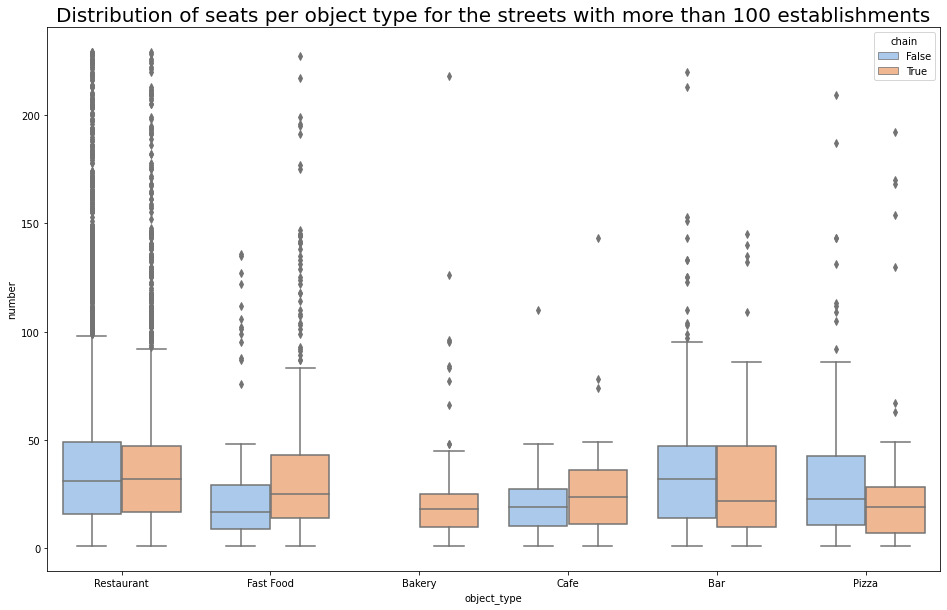 Distribution of seats per object type for the streets with more than 100 establishments
chain
False
True
200
150
100
50
0
number
Restaurant
Fast Food
Bakery
Cafe
Bar
Pizza
object_type